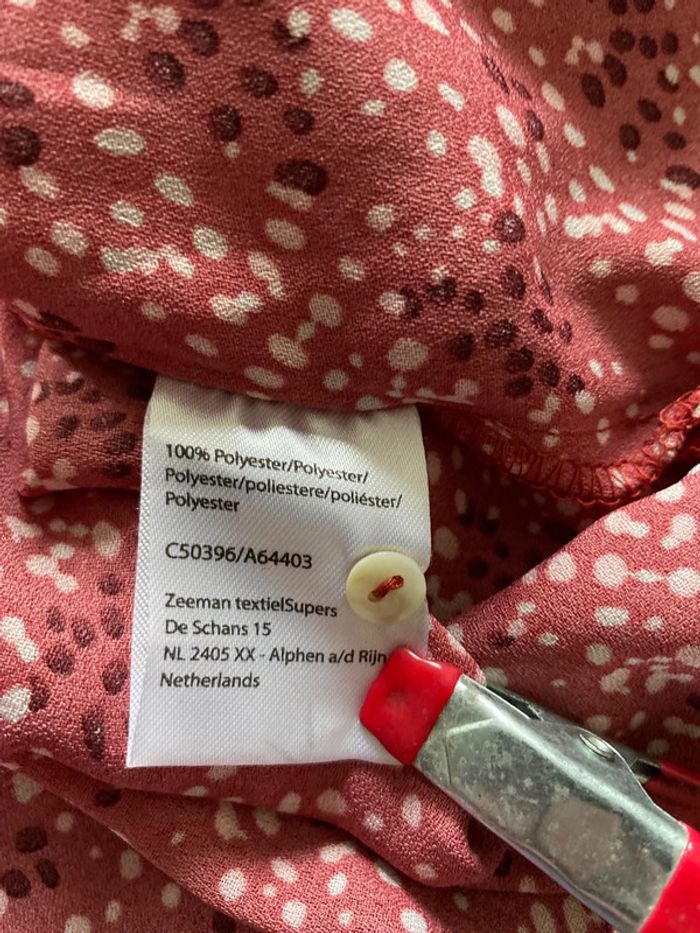 100% Polyester/Polyester/
Polyester/poliestere/poliéster/
Polyester
C50396/A64403
Zeeman textielSupers
De Schans 15
NL 2405 XX - Alphen a/d Rijn
Netherlands